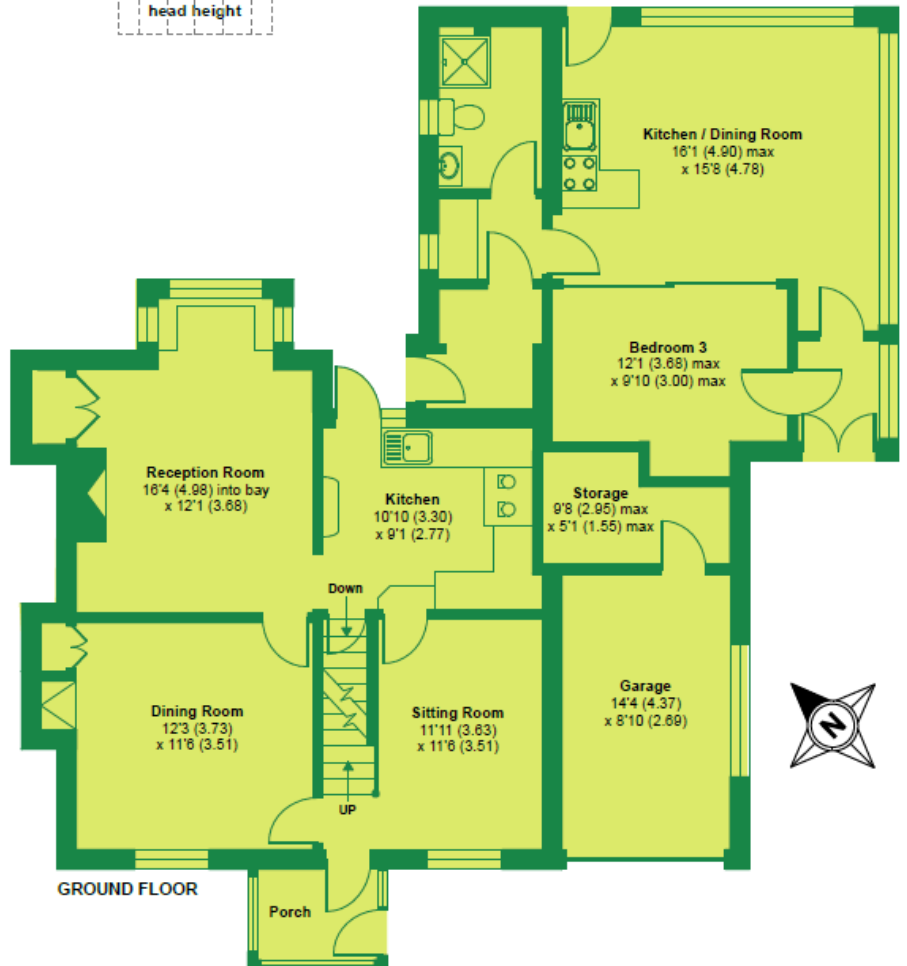 head height
Kitchen / Dining Room
16'1 (4.90) max
x 15'8 (4.78)
Bedroom 3
12'1 (3.68) max
x 9'10 (3.00) max
Reception Room
16'4 (4.98) into bay
x 12'1 (3.68)
Kitchen
10'10 (3.30)
x 9'1 (2.77)
Storage
9'8 (2.95) max
x 5'1 (1.55) max
Down
Dining Room
12'3 (3.73)
x 11'6 (3.51)
Sitting Room
11'11 (3.63)
x 11'6 (3.51)
Garage
14'4 (4.37)
x 8'10 (2.69)
N
UP
GROUND FLOOR
Porch